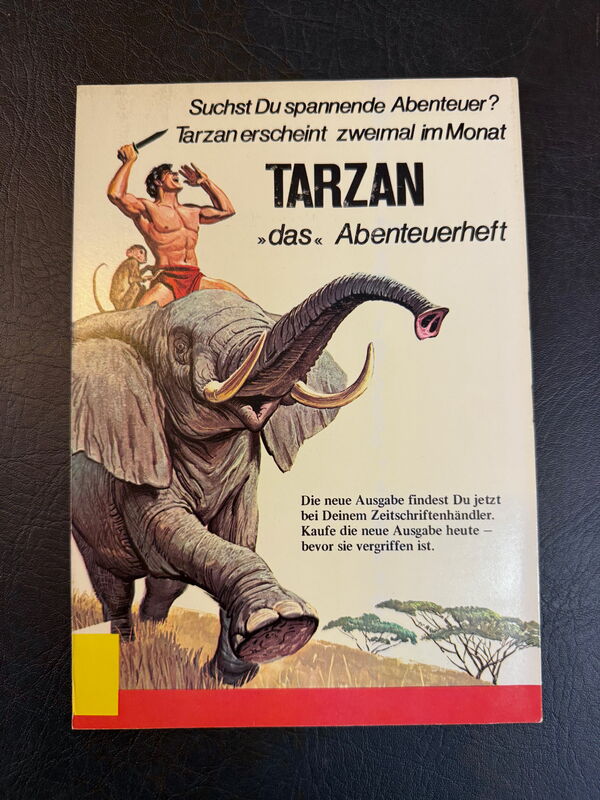 Suchst Du spannende Abenteuer?
Tarzan erscheint zweimal im Monat
TARZAN
»das« Abenteuerheft
Die neue Ausgabe findest Du jetzt
bei Deinem Zeitschriftenhändler.
Kaufe die neue Ausgabe heute –
bevor sie vergriffen ist.